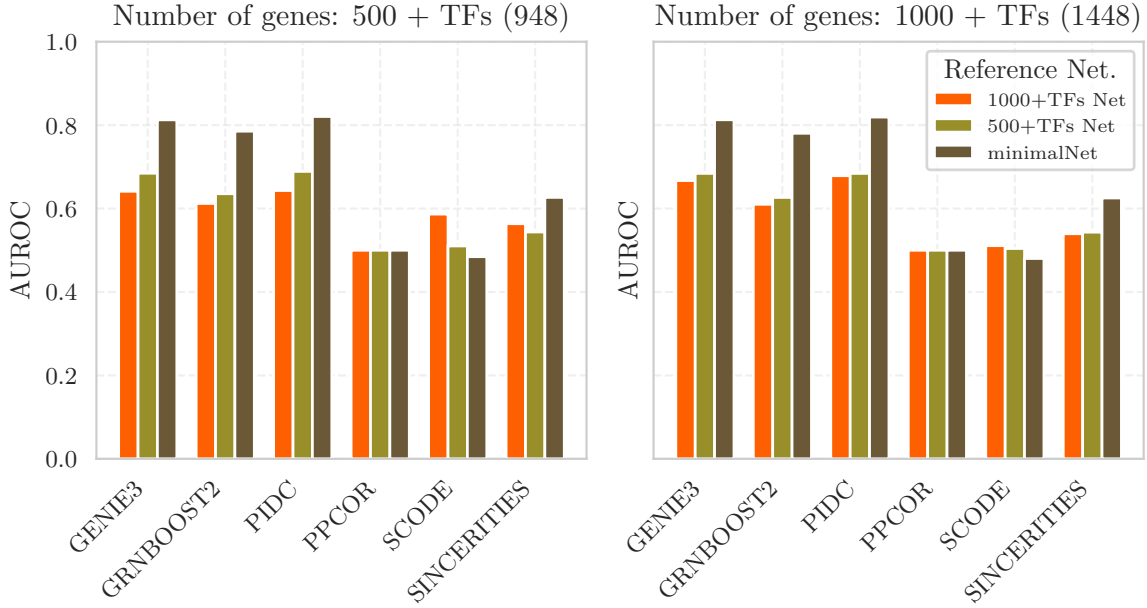 Number of genes: 500 + TFs (948)
Number of genes: 1000 + TFs (1448)
AUROC
1.0
0.8
0.6
0.4
0.2
0.0
GENIE3
GRNBOOST2
PIDC
PPCOR
SCODE
SINCERITIES
AUROC
Reference Net.
1000+TFs Net
500+TFs Net
minimalNet
GENIE3
GRNBOOST2
PIDC
PPCOR
SCODE
SINCERITIES